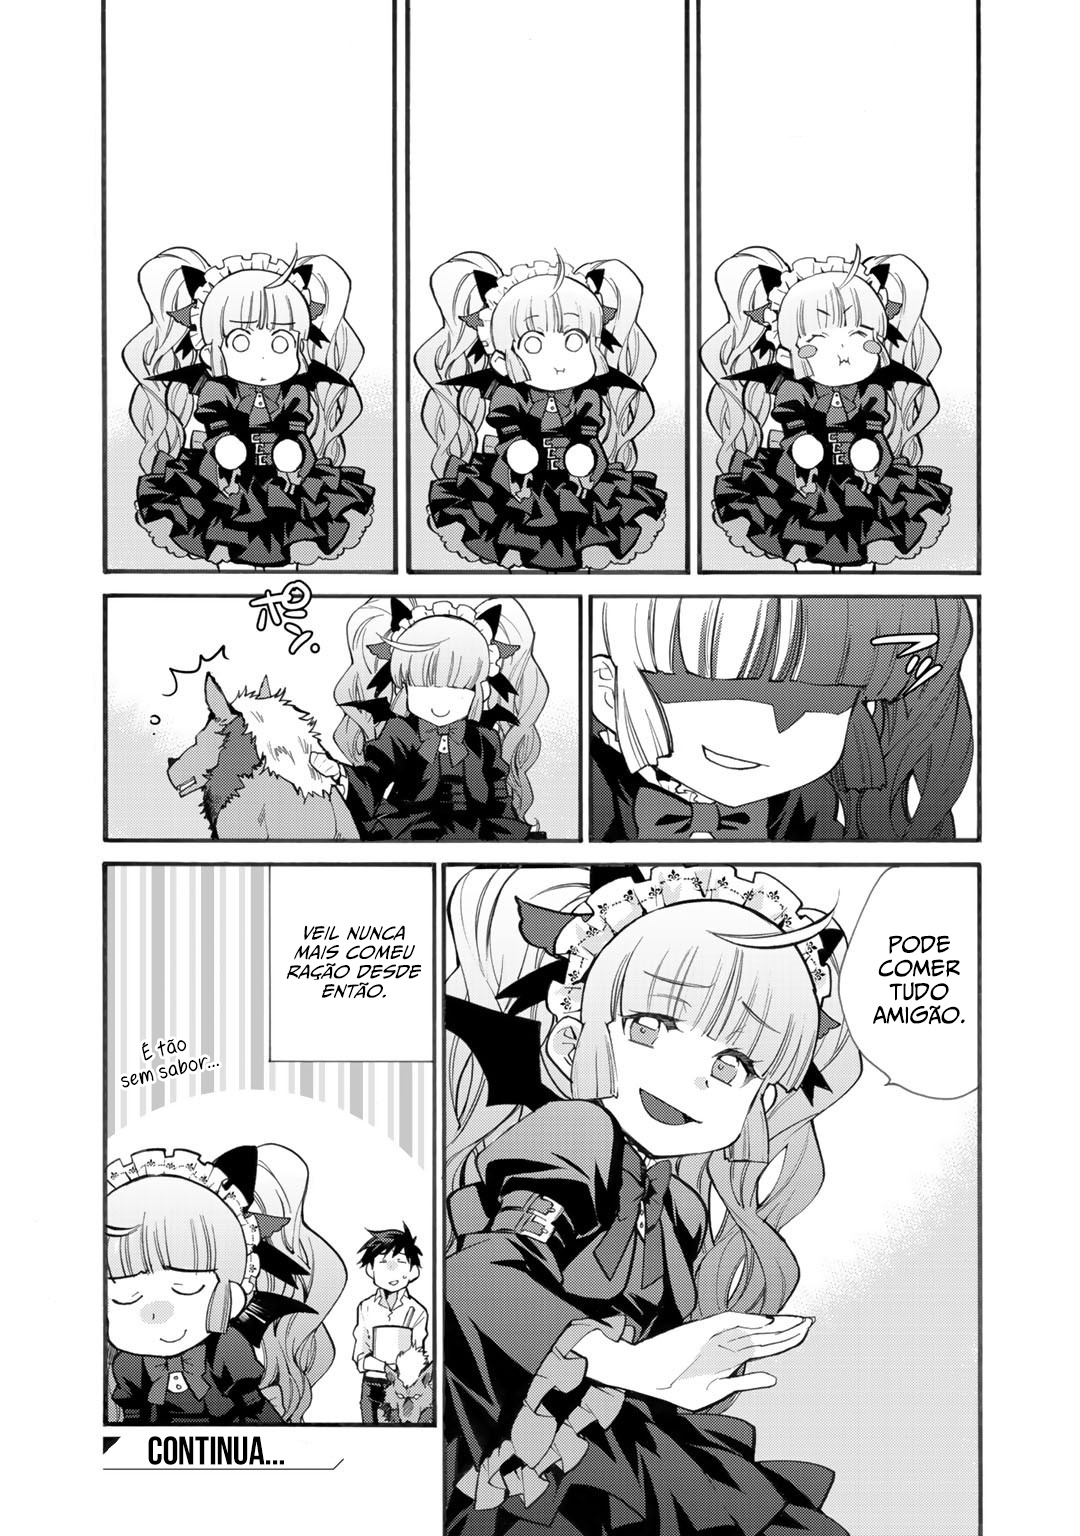 ポン。
PODE
COMER
TUDO
AMIGÃO.
VEIL NUNCA
MAIS COMEU
RAÇÃO DESDE
ENTÃO.
É tão
sem sabor...
CONTINUA...